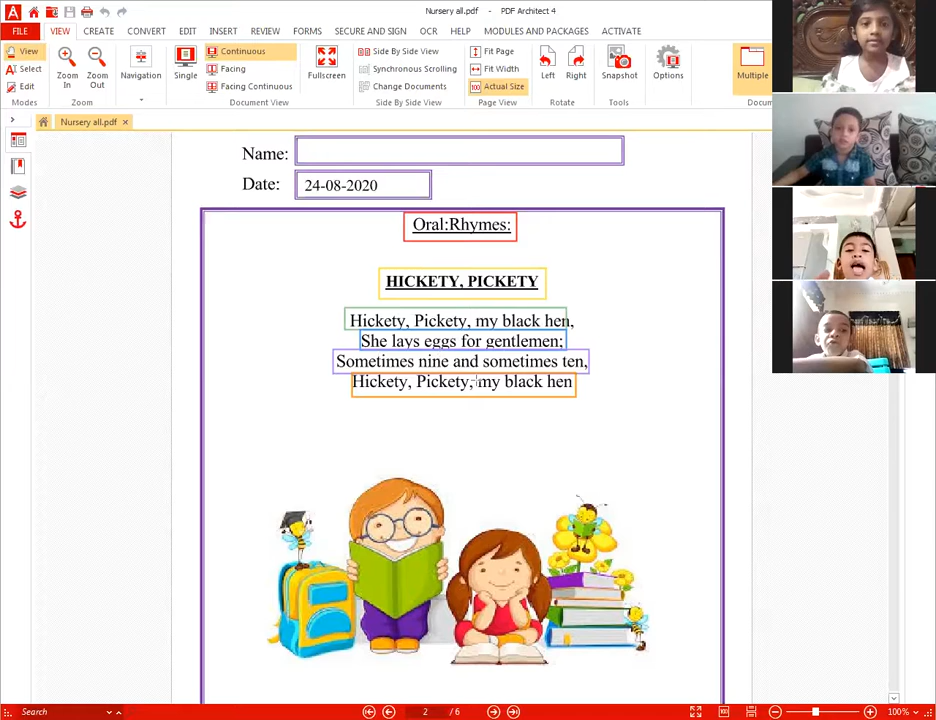 Nursery all.pdf - PDF Architect 4
FILE VIEW CREATE CONVERT EDIT INSERT REVIEW FORMS SECURE AND SIGN OCR HELP MODULES AND PACKAGES ACTIVATE
View
Select
Edit
Modes
Zoom In
Zoom Out
Zoom
Navigation
Single
Continuous
Facing
Facing Continuous
Document View
Fullscreen
Side By Side View
Synchronous Scrolling
Change Documents
Side By Side View
Fit Page
Fit Width
100 Actual Size
Page View
Left
Right
Rotate
Snapshot
Tools
Options
Multiple
Docu
Nursery all.pdf ×
Name:
Date: 24-08-2020
Oral:Rhymes:
HICKETY, PICKETY
Hickety, Pickety, my black hen,
She lays eggs for gentlemen;
Sometimes nine and sometimes ten,
Hickety, Pickety, my black hen
Search
2 / 6
100%